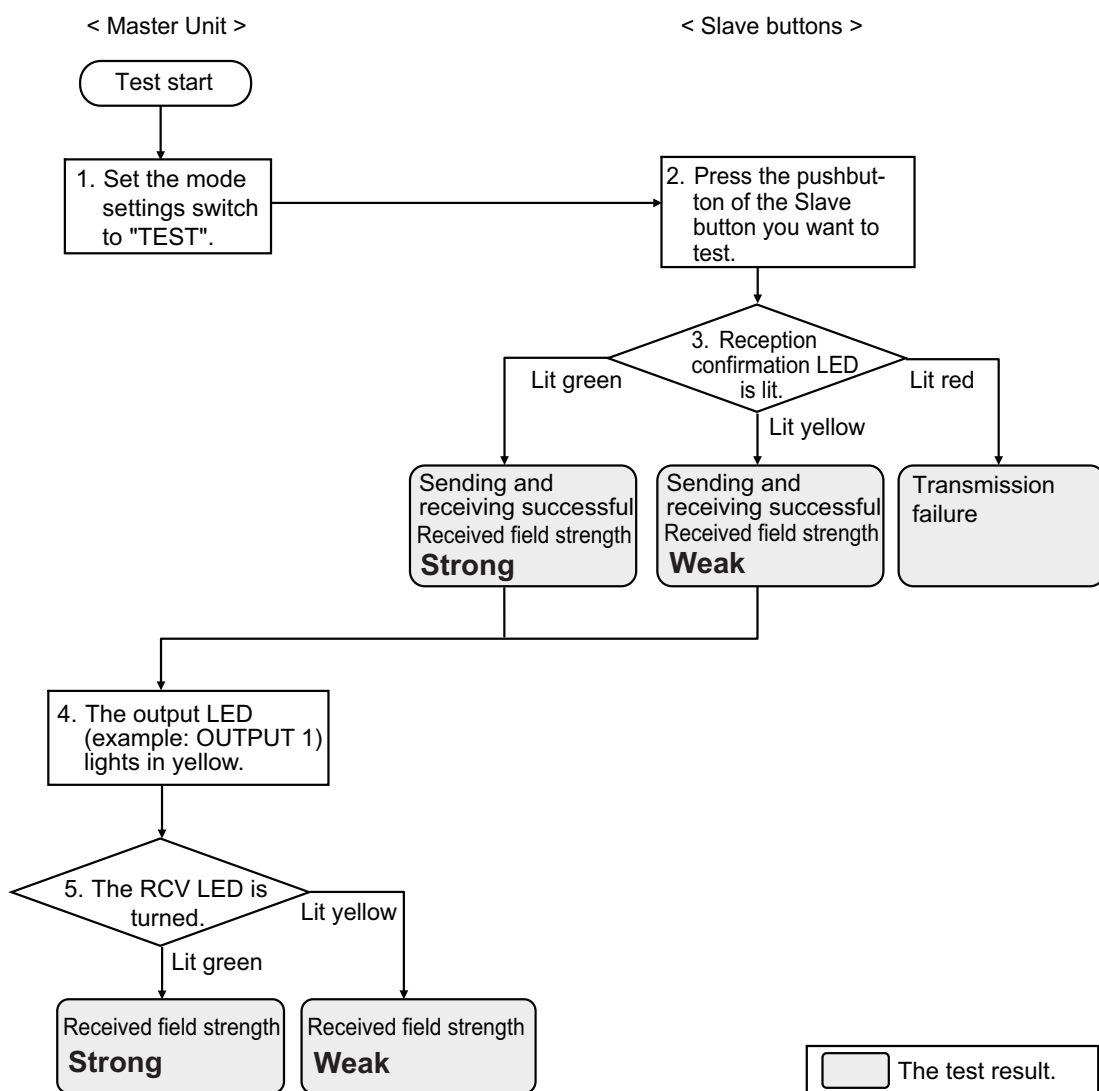 < Master Unit >
< Slave buttons >
Test start
1. Set the mode
settings switch
to "TEST".
2. Press the pushbut-
ton of the Slave
button you want to
test.
3. Reception
confirmation LED
is lit.
Lit green
Lit red
Lit yellow
Sending and
receiving successful
Received field strength
Strong
Sending and
receiving successful
Received field strength
Weak
Transmission
failure
4. The output LED
(example: OUTPUT 1)
lights in yellow.
5. The RCV LED is
turned.
Lit yellow
Lit green
Received field strength
Strong
Received field strength
Weak
The test result.